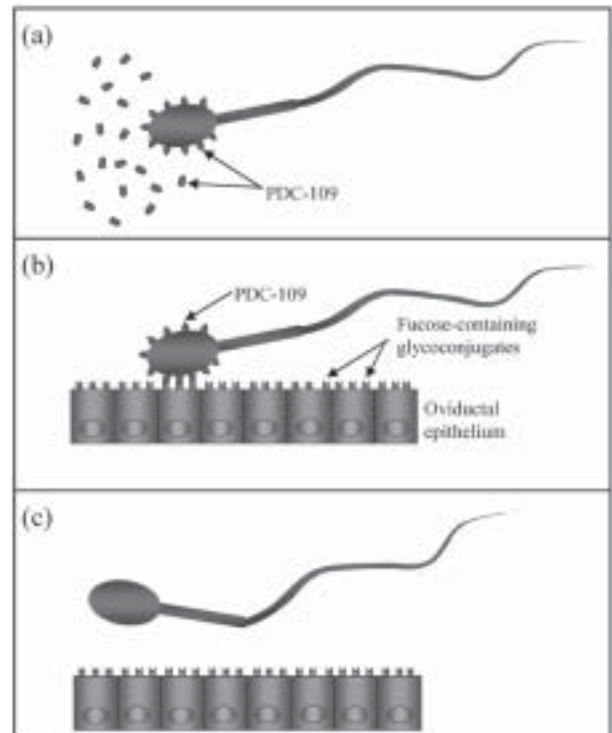 (a)
PDC-109
(b)
PDC-109
Fucose-containing
glycoconjugates
Oviductal
epithelium
(c)